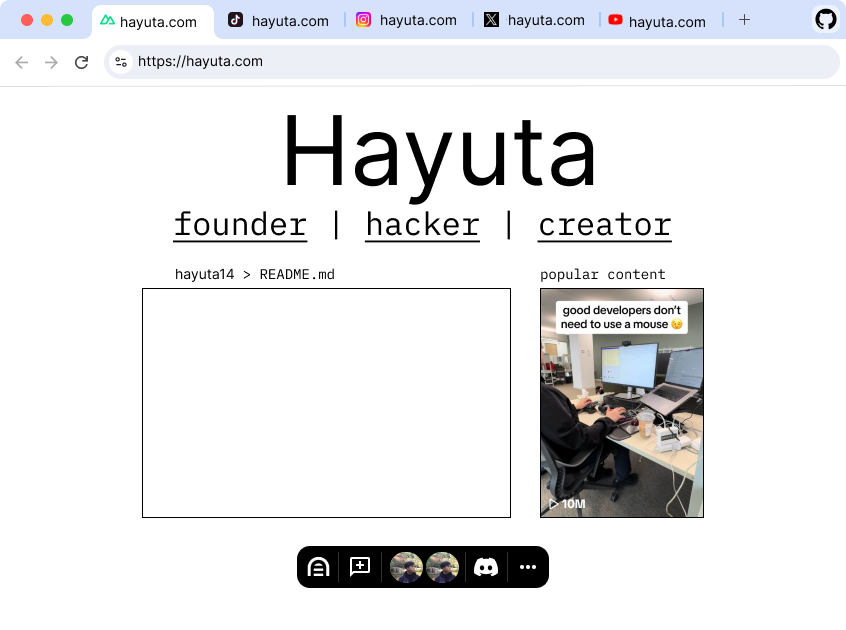 hayuta.com
hayuta.com
hayuta.com
hayuta.com
hayuta.com
https://hayuta.com
Hayuta
founder | hacker | creator
hayuta14 > README.md
popular content
good developers don’t
need to use a mouse 😉
10M